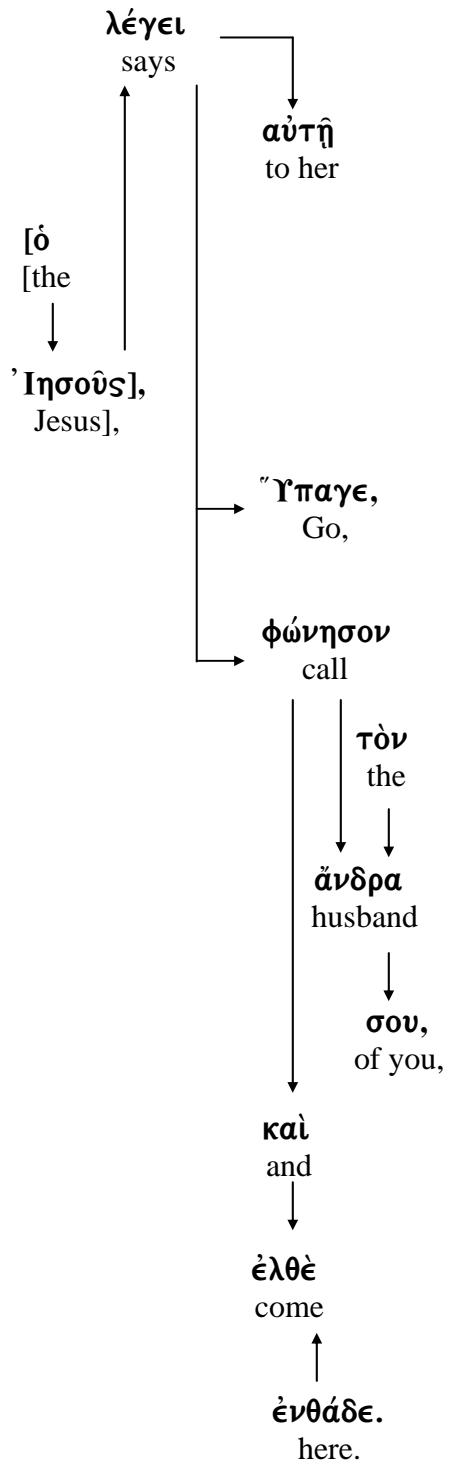 λέγει
says
αὐτῇ
to her
[ὁ
[the
Ἰησοῦς],
Jesus],
Ὕπαγε,
Go,
φώνησον
call
τὸν
the
ἄνδρα
husband
σου,
of you,
καὶ
and
ἐλθὲ
come
ἐνθάδε.
here.